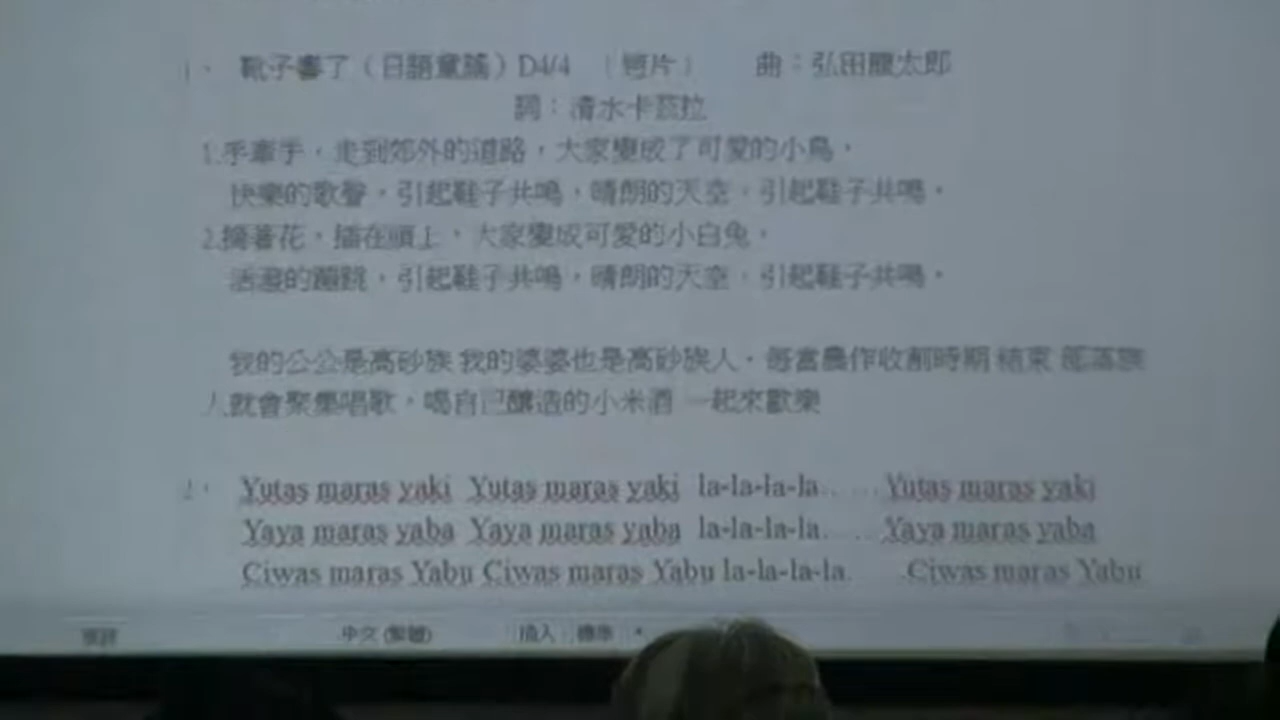 1、 靴子響了（日語童謠）D4/4 「短片」 曲：弘田龍太郎
詞：清水卡菈拉
1.手牽手，走到郊外的道路，大家變成了可愛的小鳥，
快樂的歌聲，引起鞋子共鳴，晴朗的天空，引起鞋子共鳴。
2.摘著花，插在頭上，大家變成可愛的小白兔，
活潑的蹦跳，引起鞋子共鳴，晴朗的天空，引起鞋子共鳴。
我的公公是高砂族 我的婆婆也是高砂族人，每當農作收割時期 結束 部落族
人就會聚集唱歌，喝自己釀造的小米酒 一起來歡樂
2、 Yutas maras yaki Yutas maras yaki la-la-la-la...... Yutas maras yaki
Yaya maras yaba Yaya maras yaba la-la-la-la..... Yaya maras yaba
Ciwas maras Yabu Ciwas maras Yabu la-la-la-la. .Ciwas maras Yabu
中文(繁體) 插入 標準